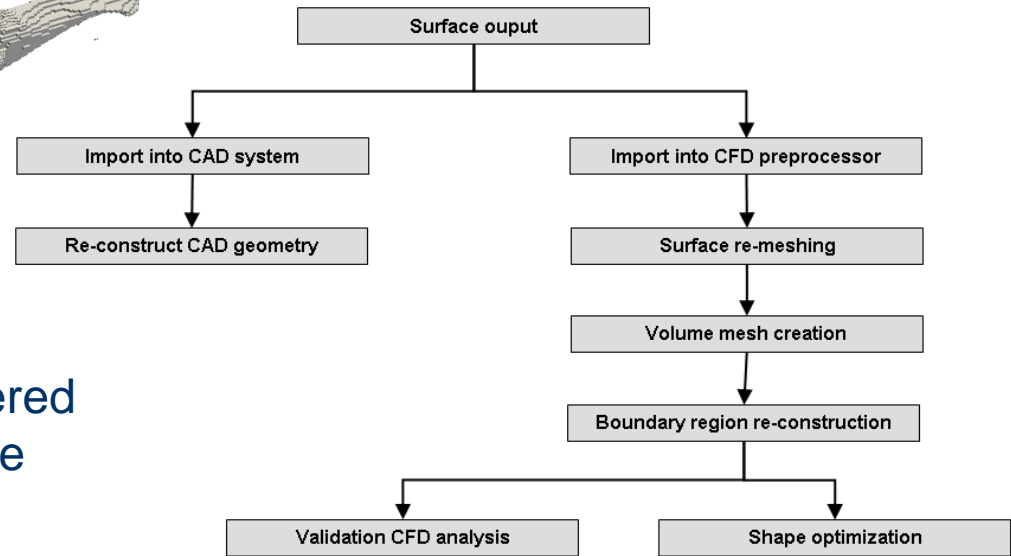 Surface ouput
Import into CAD system
Import into CFD preprocessor
Re-construct CAD geometry
Surface re-meshing
Volume mesh creation
Boundary region re-construction
Validation CFD analysis
Shape optimization